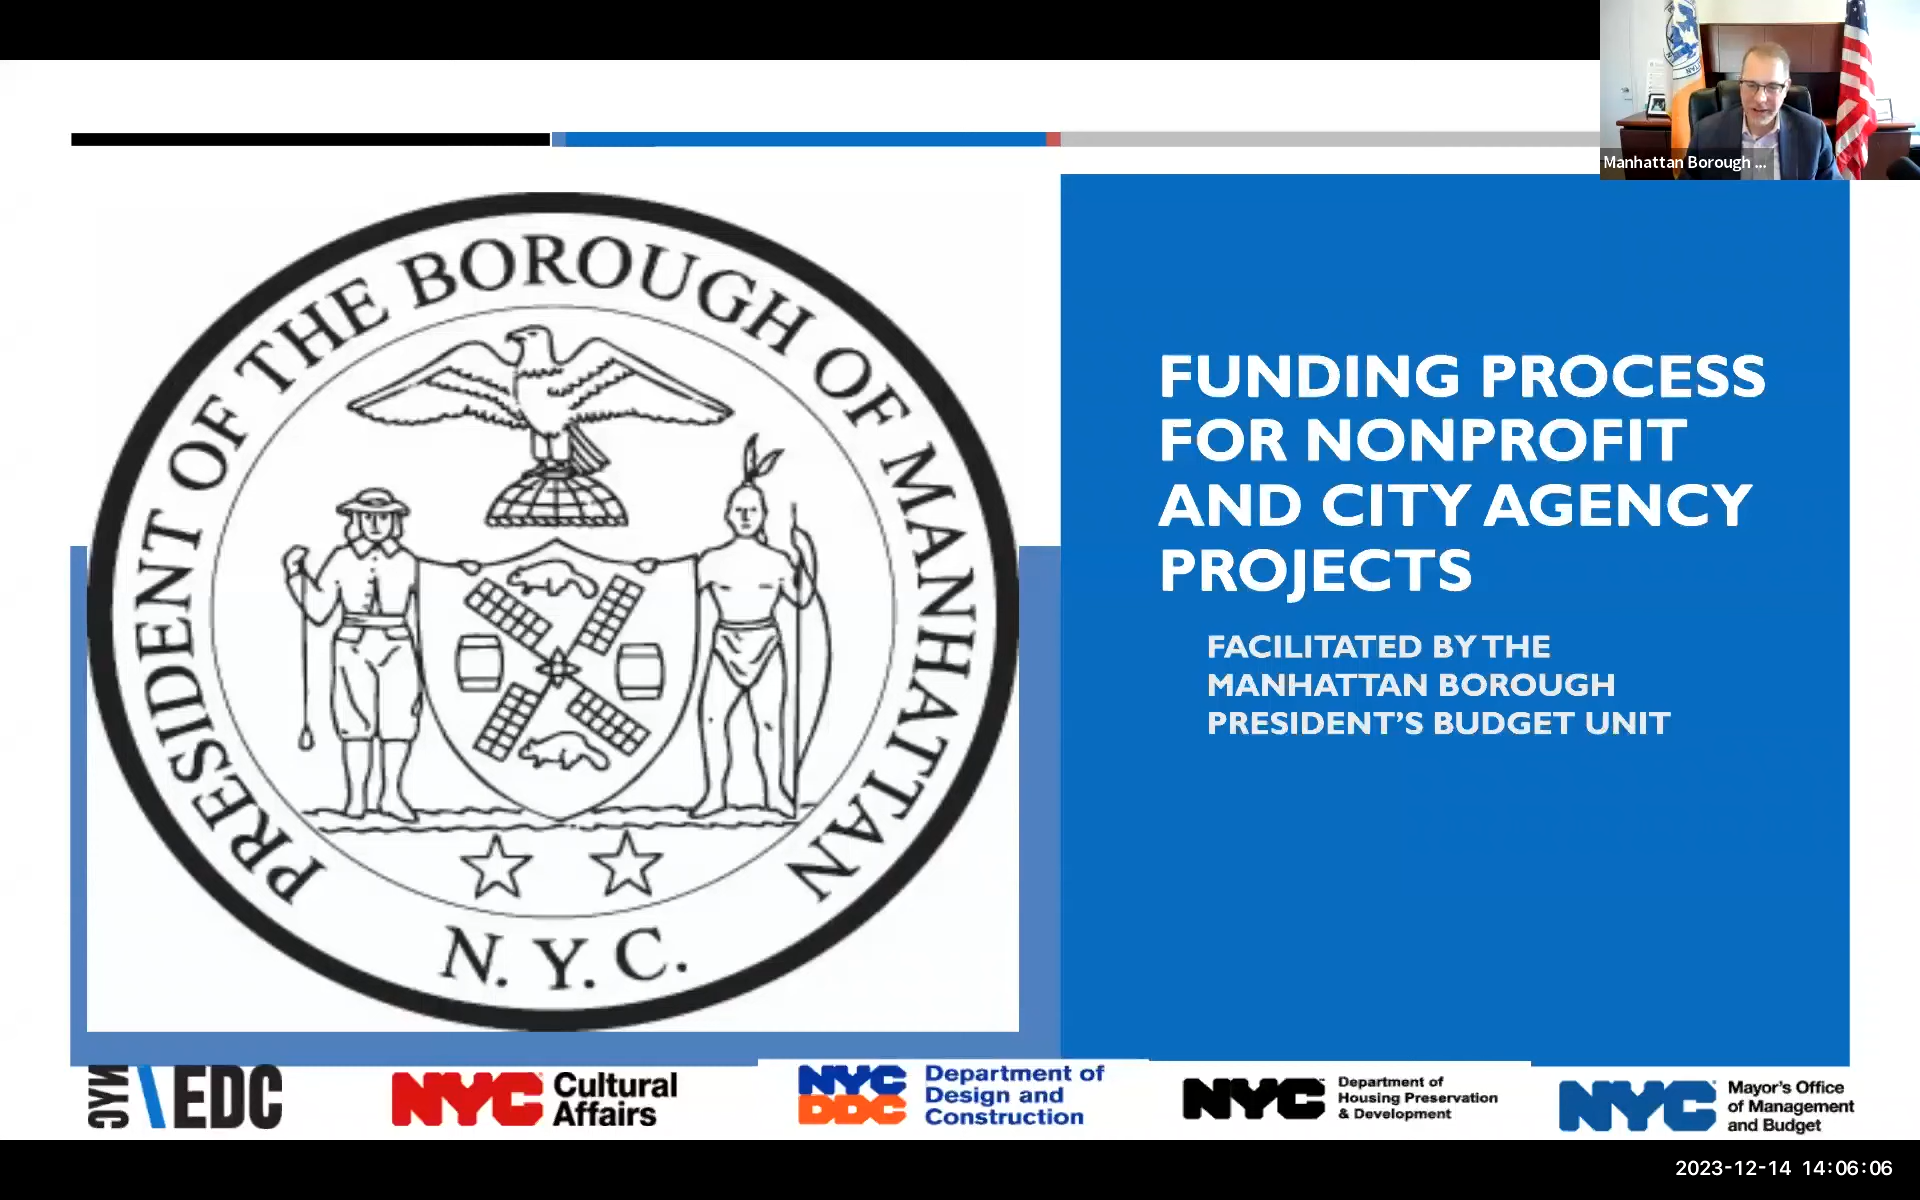 Manhattan Borough ...
PRESIDENT OF THE BOROUGH OF MANHATTAN
N.Y.C.
FUNDING PROCESS
FOR NONPROFIT
AND CITY AGENCY
PROJECTS
FACILITATED BY THE
MANHATTAN BOROUGH
PRESIDENT'S BUDGET UNIT
NYC
EDC
NYC
Cultural
Affairs
NYC
DDC
Department of
Design and
Construction
NYC
Department of
Housing Preservation
& Development
NYC
Mayor's Office
of Management
and Budget
2023-12-14 14:06:06